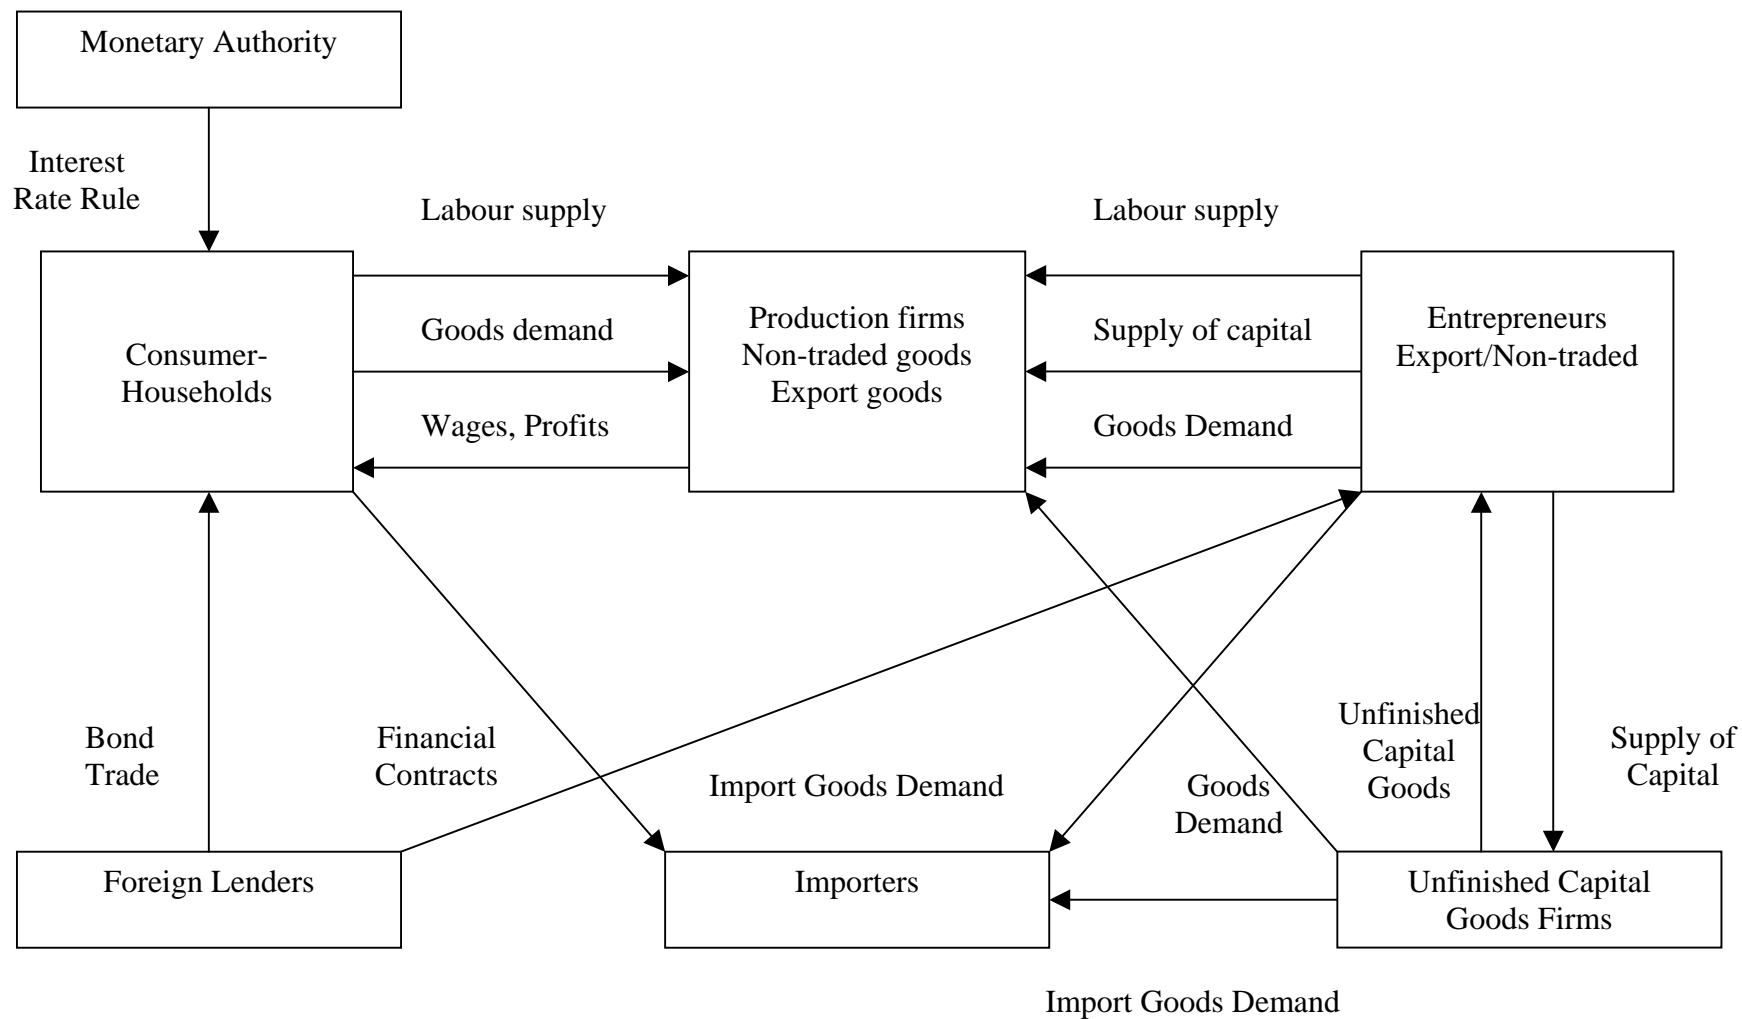 Monetary Authority
Interest
Rate Rule
Labour supply
Labour supply
Consumer-
Households
Goods demand
Wages, Profits
Production firms
Non-traded goods
Export goods
Supply of capital
Goods Demand
Entrepreneurs
Export/Non-traded
Bond
Trade
Financial
Contracts
Import Goods Demand
Goods
Demand
Unfinished
Capital
Goods
Supply of
Capital
Foreign Lenders
Importers
Unfinished Capital
Goods Firms
Import Goods Demand